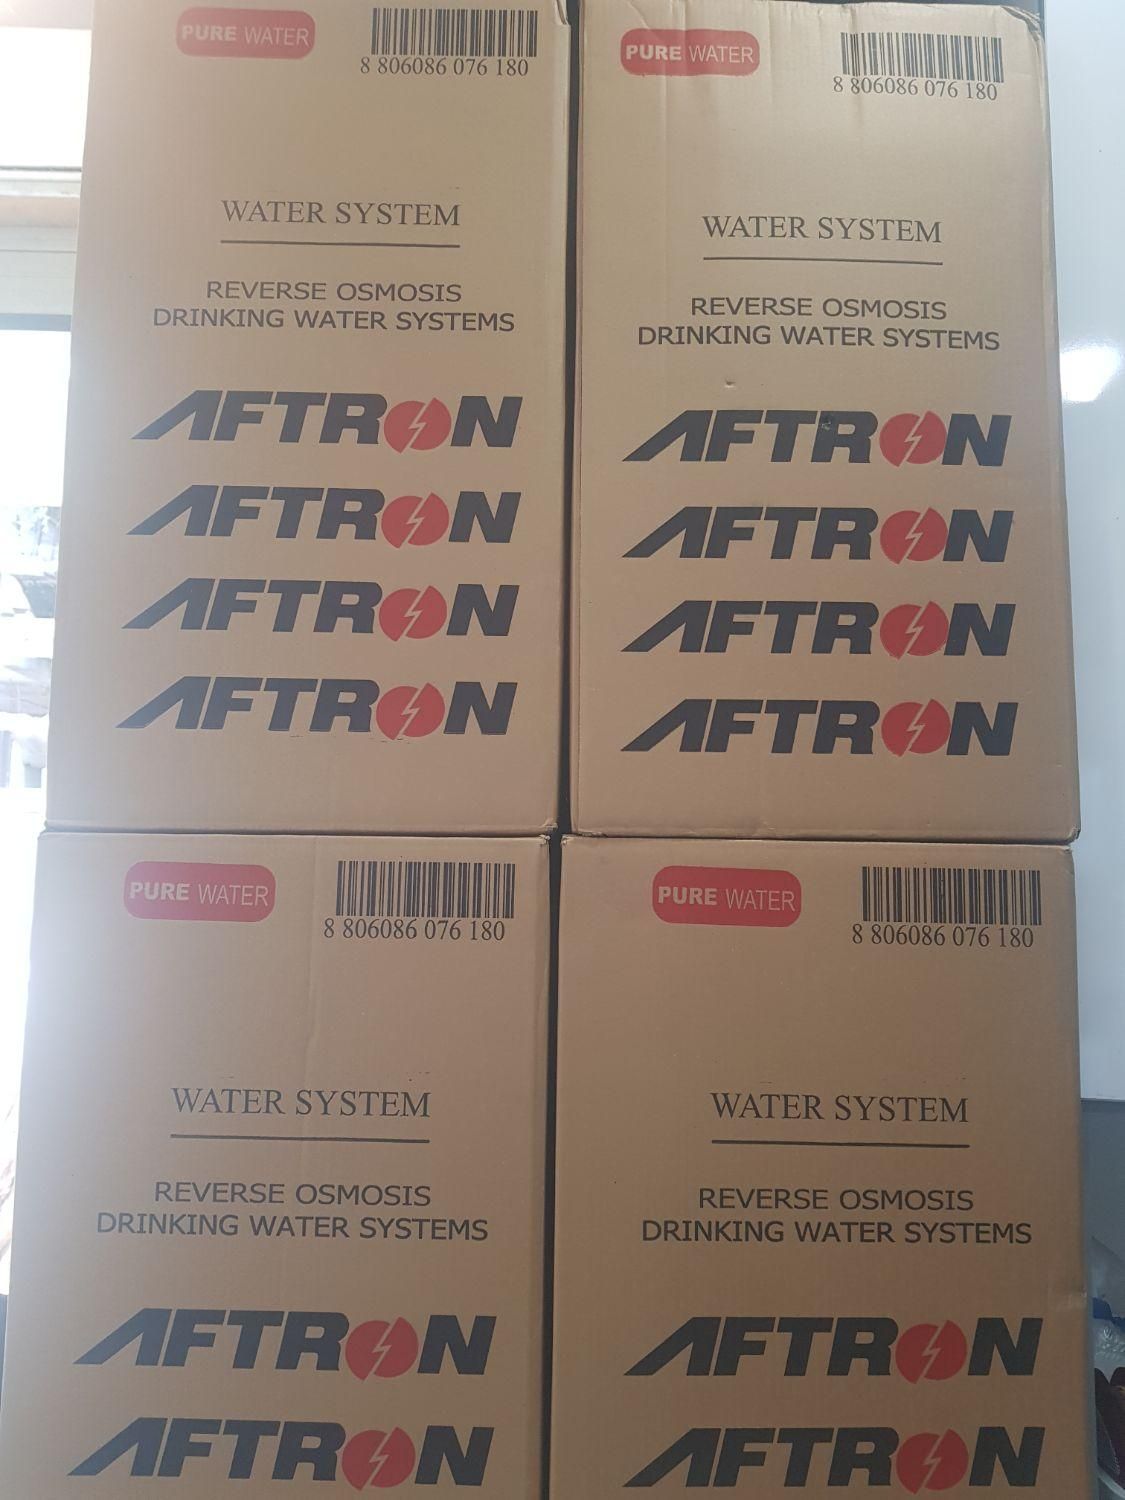 PURE WATER
8 806086 076 180
WATER SYSTEM
REVERSE OSMOSIS
DRINKING WATER SYSTEMS
AFTRON
AFTRON
AFTRON
AFTRON
PURE WATER
8 806086 076 180
WATER SYSTEM
REVERSE OSMOSIS
DRINKING WATER SYSTEMS
AFTRON
AFTRON
AFTRON
AFTRON
PURE WATER
8 806086 076 180
WATER SYSTEM
REVERSE OSMOSIS
DRINKING WATER SYSTEMS
AFTRON
AFTRON
PURE WATER
8 806086 076 180
WATER SYSTEM
REVERSE OSMOSIS
DRINKING WATER SYSTEMS
AFTRON
AFTRON